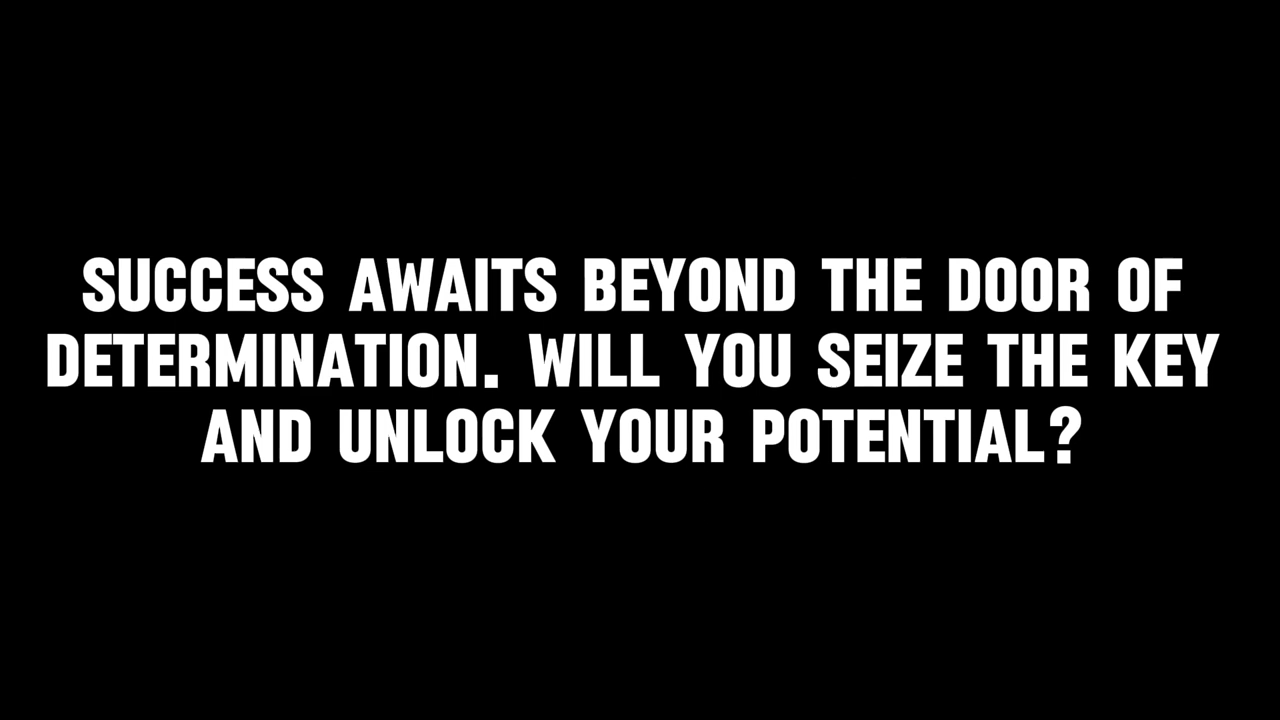 SUCCESS AWAITS BEYOND THE DOOR OF
DETERMINATION. WILL YOU SEIZE THE KEY
AND UNLOCK YOUR POTENTIAL?